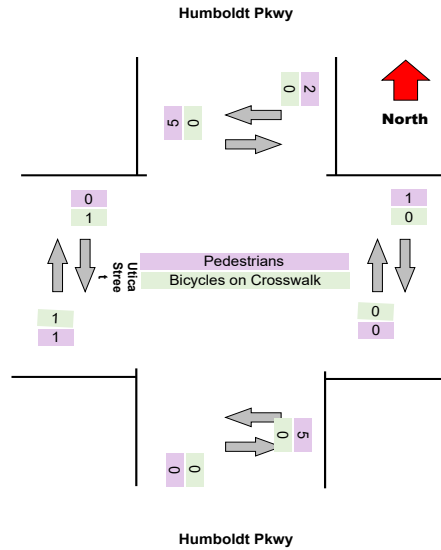 Humboldt Pkwy
0 2
5 0
North
0
1
1
0
Utica
Stree
t
Pedestrians
Bicycles on Crosswalk
1
1
0
0
0 5
0 0
Humboldt Pkwy